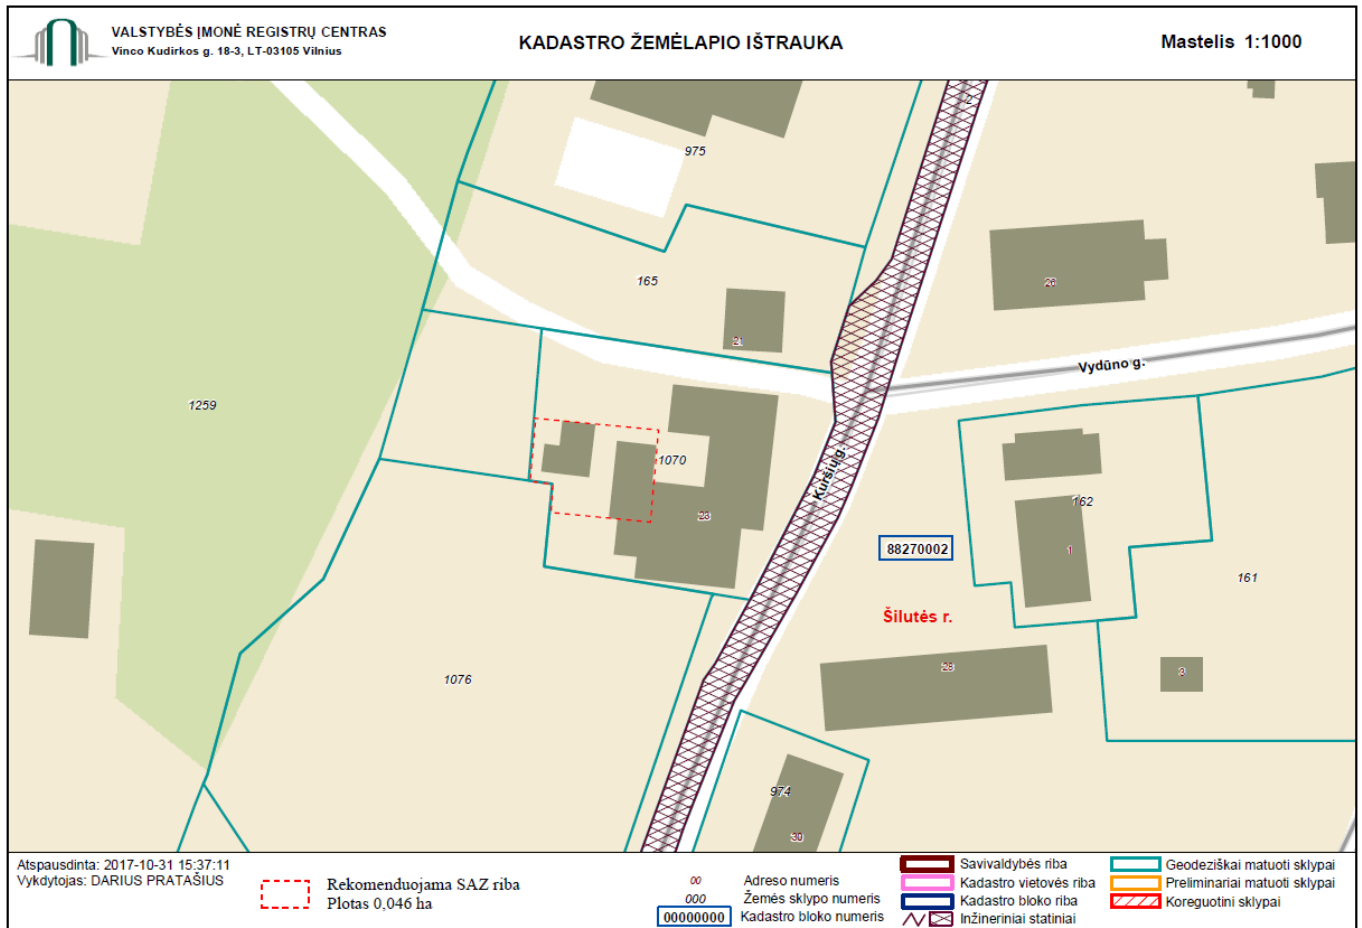 VALSTYBĖS ĮMONĖ REGISTRŲ CENTRAS
Vinco Kudirkos g. 18-3, LT-03105 Vilnius
KADASTRO ŽEMĖLAPIO IŠTRAUKA
Mastelis 1:1000
2
975
165
26
21
Vydūno g.
1259
1070
Kuršių g.
162
23
88270002
1
161
Šilutės r.
1076
28
3
974
30
Atspausdinta: 2017-10-31 15:37:11
Vykdytojas: DARIUS PRATAŠIUS
Rekomenduojama SAZ riba
Plotas 0,046 ha
00 Adreso numeris
000 Žemės sklypo numeris
00000000 Kadastro bloko numeris
Savivaldybės riba
Kadastro vietovės riba
Kadastro bloko riba
Inžineriniai statiniai
Geodeziškai matuoti sklypai
Preliminariai matuoti sklypai
Koreguotini sklypai